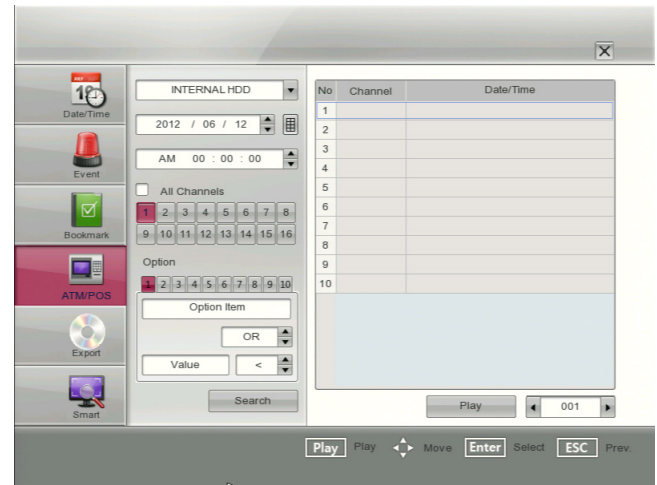 Date/Time
Event
Bookmark
ATM/POS
Export
Smart
INTERNAL HDD
2012 / 06 / 12
AM 00 : 00 : 00
All Channels
1 2 3 4 5 6 7 8
9 10 11 12 13 14 15 16
Option
1 2 3 4 5 6 7 8 9 10
Option Item
OR
Value <
Search
No Channel Date/Time
1
2
3
4
5
6
7
8
9
10
Play 001
Play Play Move Enter Select ESC Prev.